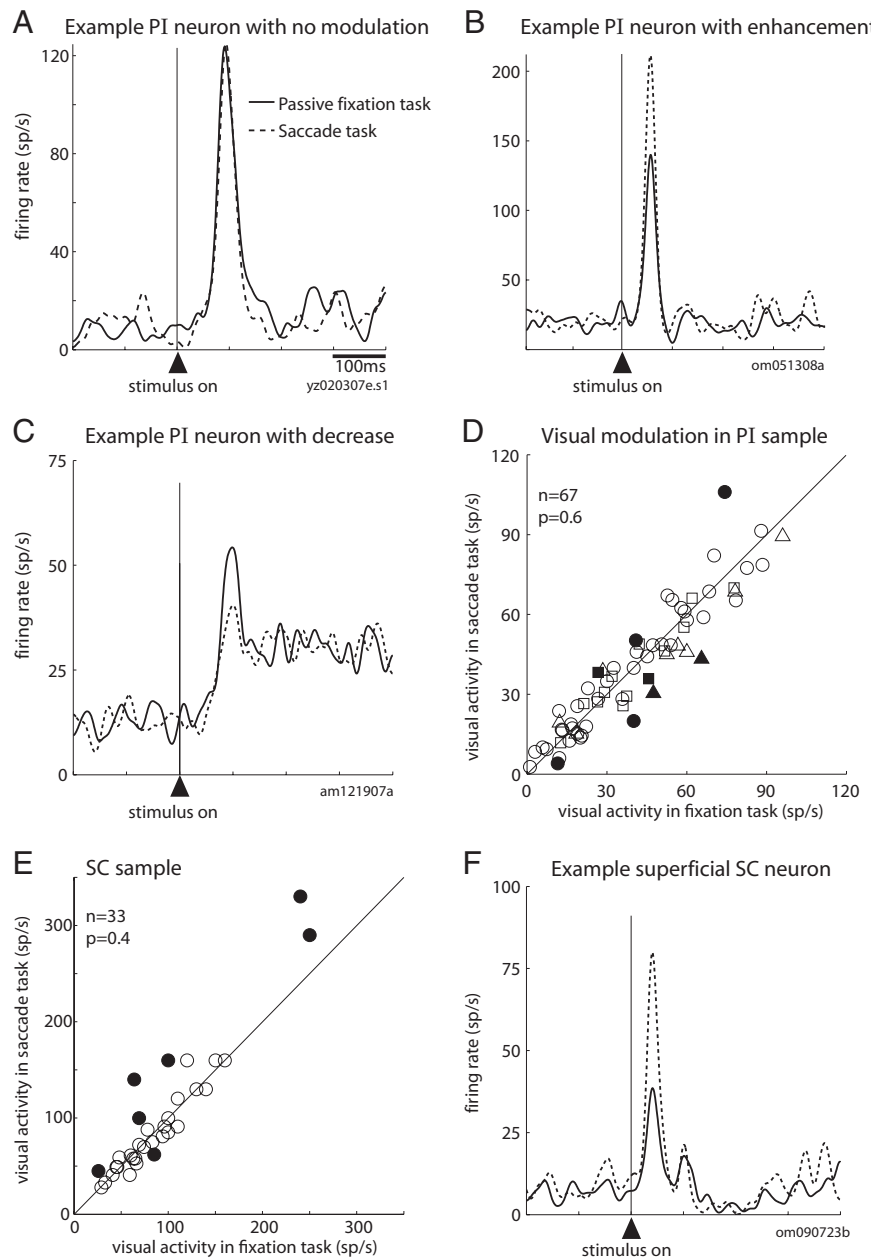 A Example PI neuron with no modulation
firing rate (sp/s)
120
80
40
0
Passive fixation task
Saccade task
100ms
stimulus on
yz020307e.s1
B Example PI neuron with enhancement
200
150
100
50
stimulus on
om051308a
C Example PI neuron with decrease
firing rate (sp/s)
75
50
25
0
stimulus on
am121907a
D Visual modulation in PI sample
visual activity in saccade task (sp/s)
120
90
60
30
0
n=67
p=0.6
0 30 60 90 120
visual activity in fixation task (sp/s)
E SC sample
visual activity in saccade task (sp/s)
300
200
100
0
n=33
p=0.4
0 100 200 300
visual activity in fixation task (sp/s)
F Example superficial SC neuron
firing rate (sp/s)
100
75
50
25
0
stimulus on
om090723b